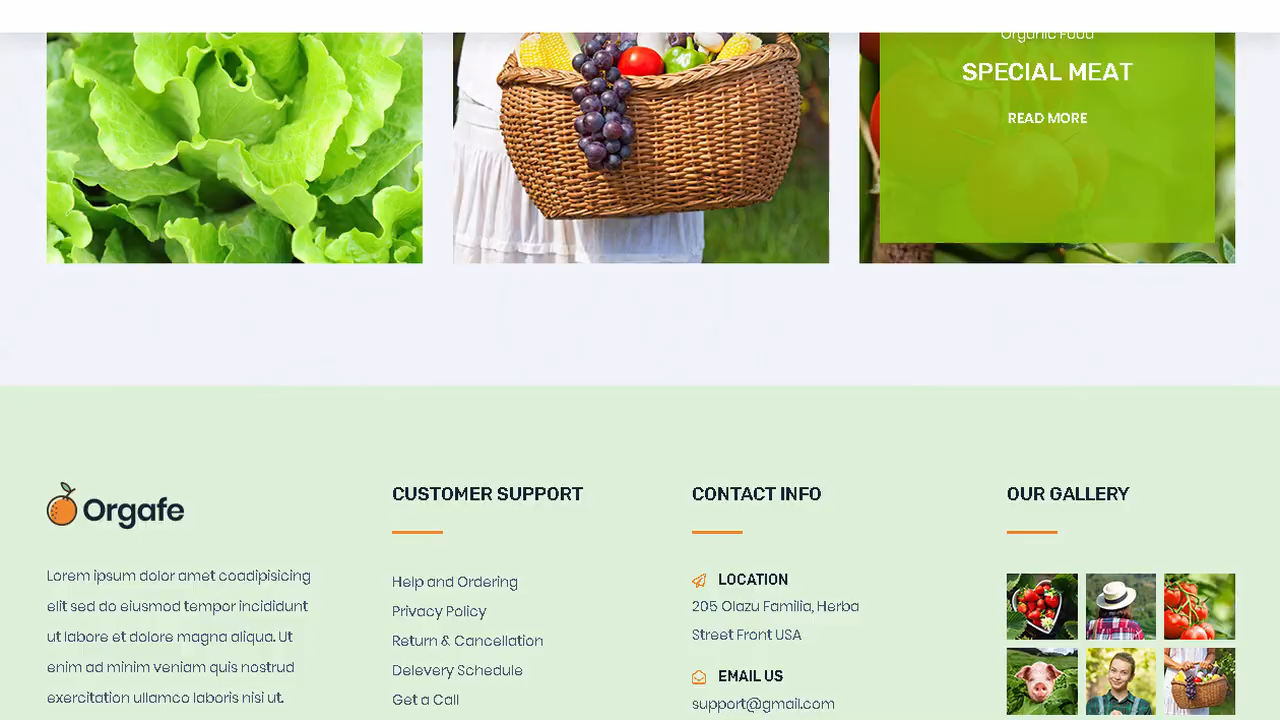 Organic Food
SPECIAL MEAT
READ MORE
Orgafe
Lorem ipsum dolor amet coadipisicing
elit sed do eiusmod tempor incididunt
ut labore et dolore magna aliqua. Ut
enim ad minim veniam quis nostrud
exercitation ullamco laboris nisi ut.
CUSTOMER SUPPORT
Help and Ordering
Privacy Policy
Return & Cancellation
Delevery Schedule
Get a Call
CONTACT INFO
LOCATION
205 Olazu Familia, Herba
Street Front USA
EMAIL US
support@gmail.com
OUR GALLERY